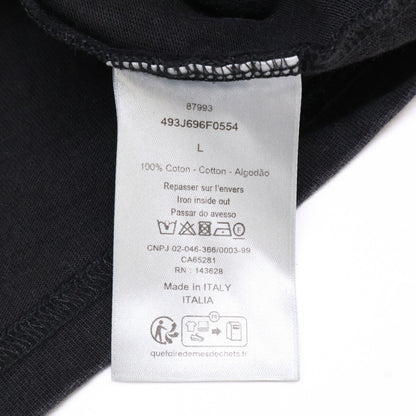 87993
493J696F0554
L
100% Coton - Cotton - Algodão
Repasser sur l'envers
Iron inside out
Passar do avesso
CNPJ 02-046-366/0003-99
CA65281
RN : 143628
Made in ITALY
ITALIA
quefairedemesdechets.fr